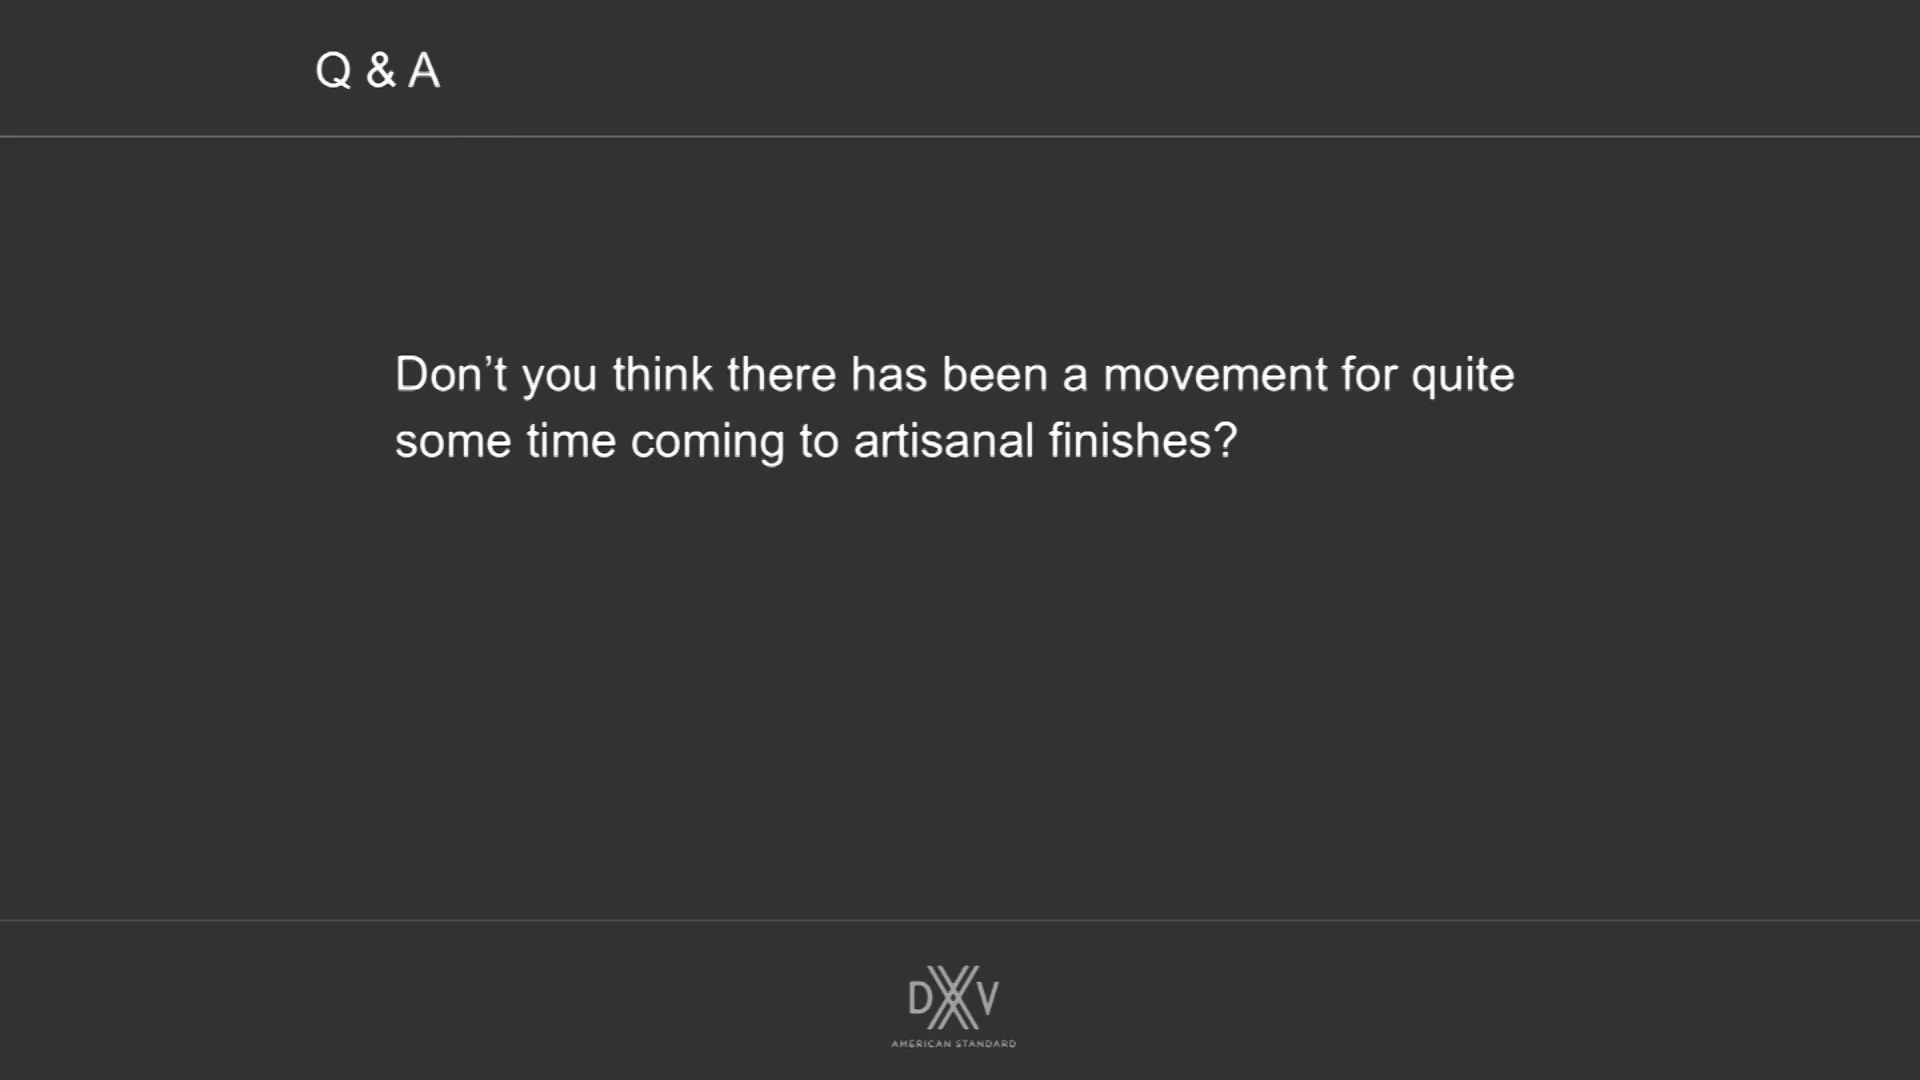 Q & A
Don’t you think there has been a movement for quite
some time coming to artisanal finishes?
DXV
AMERICAN STANDARD